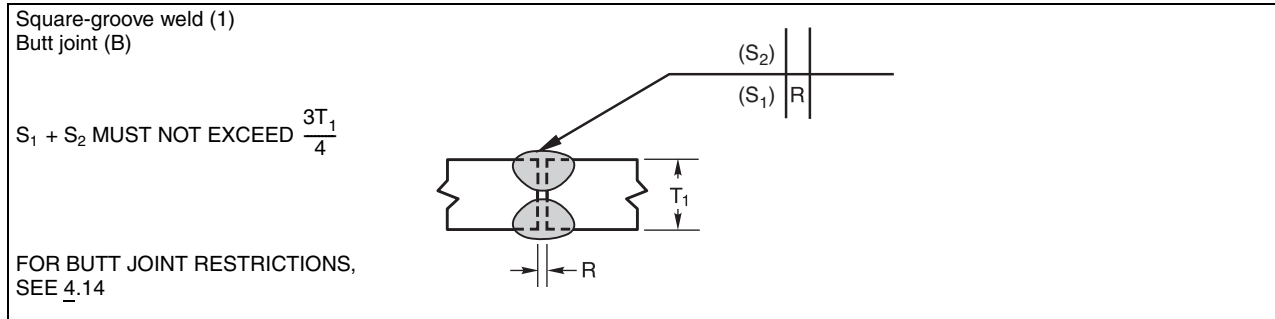 Square-groove weld (1)
Butt joint (B)
S₁ + S₂ MUST NOT EXCEED 3T₁/4
FOR BUTT JOINT RESTRICTIONS,
SEE 4.14
(S₂)
(S₁) R
T₁
R